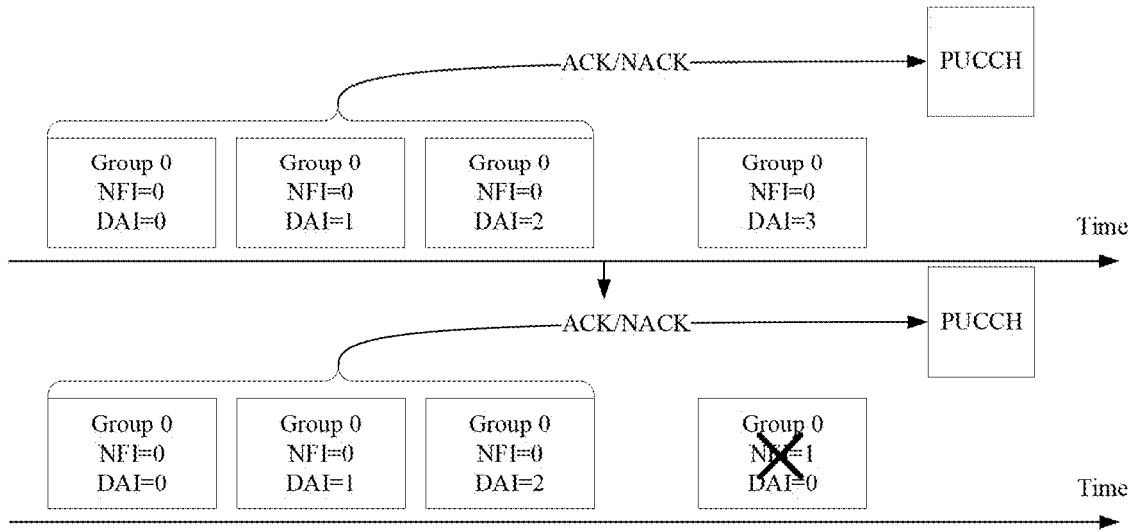 ACK/NACK
PUCCH
Group 0
NFI=0
DAI=0
Group 0
NFI=0
DAI=1
Group 0
NFI=0
DAI=2
Group 0
NFI=0
DAI=3
Time
ACK/NACK
PUCCH
Group 0
NFI=0
DAI=0
Group 0
NFI=0
DAI=1
Group 0
NFI=0
DAI=2
Group 0
NFI=1
DAI=0
Time